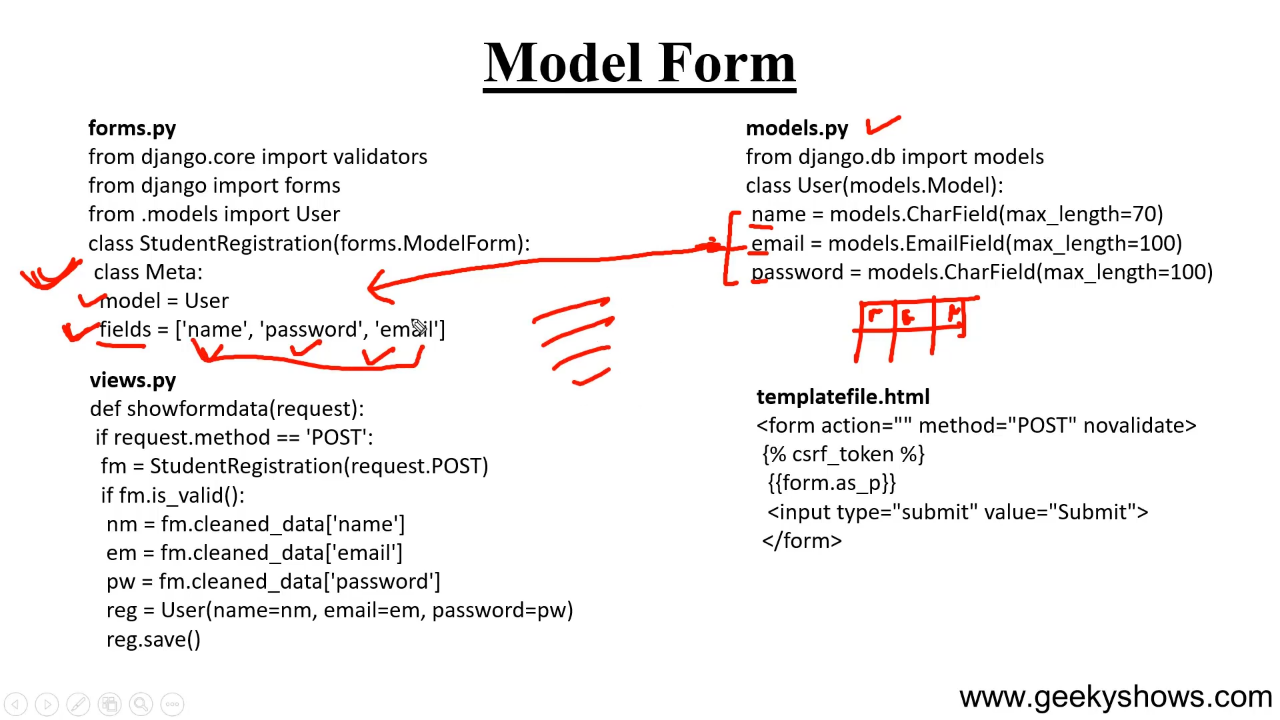 Model Form
forms.py
from django.core import validators
from django import forms
from .models import User
class StudentRegistration(forms.ModelForm):
class Meta:
model = User
fields = ['name', 'password', 'email']
views.py
def showformdata(request):
if request.method == 'POST':
fm = StudentRegistration(request.POST)
if fm.is_valid():
nm = fm.cleaned_data['name']
em = fm.cleaned_data['email']
pw = fm.cleaned_data['password']
reg = User(name=nm, email=em, password=pw)
reg.save()
models.py
from django.db import models
class User(models.Model):
name = models.CharField(max_length=70)
email = models.EmailField(max_length=100)
password = models.CharField(max_length=100)
templatefile.html
<form action="" method="POST" novalidate>
{% csrf_token %}
{{form.as_p}}
<input type="submit" value="Submit">
</form>
www.geekyshows.com